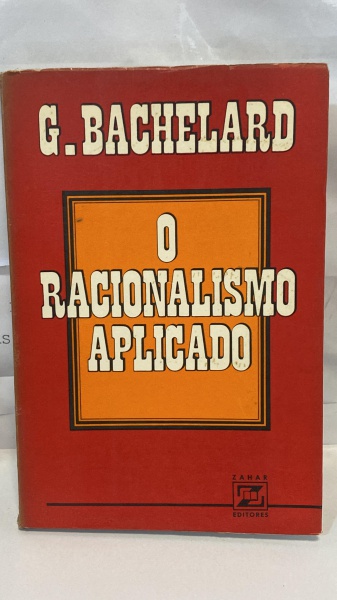 G. BACHELARD
O
RACIONALISMO
APLICADO
ZAHAR
EDITORES